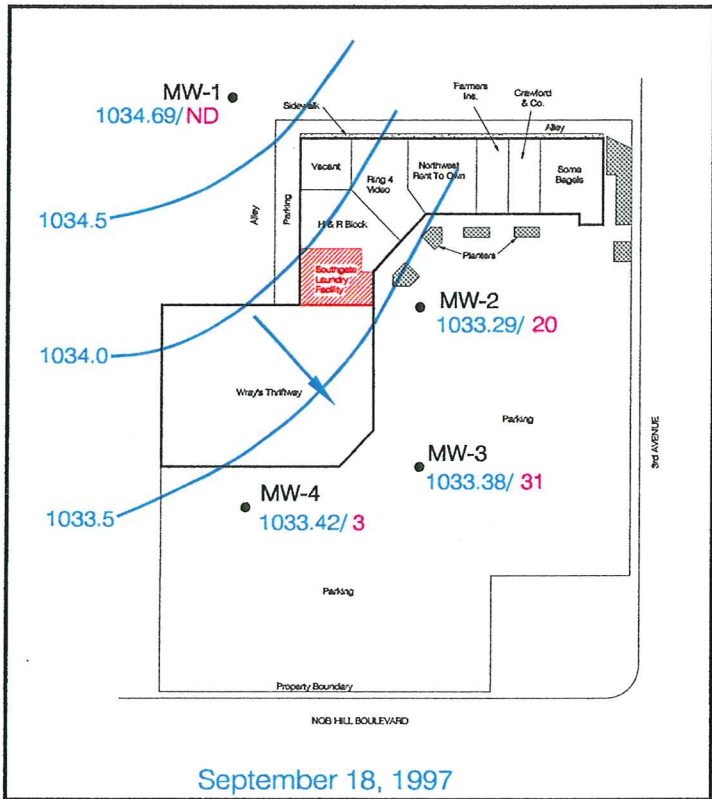 MW-1
1034.69/ ND
Sidewalk
Farmers
Ins.
Crawford
& Co.
Alley
Vacant
Ring 4
Video
Northwest
Rent To Own
Some
Bagels
Alley
Parking
1034.5
H & R Block
Planters
Southgate
Laundry
Facility
MW-2
1033.29/ 20
1034.0
Wray's Thriftway
Parking
3rd AVENUE
MW-3
1033.38/ 31
MW-4
1033.42/ 3
1033.5
Parking
Property Boundary
NOB HILL BOULEVARD
September 18, 1997